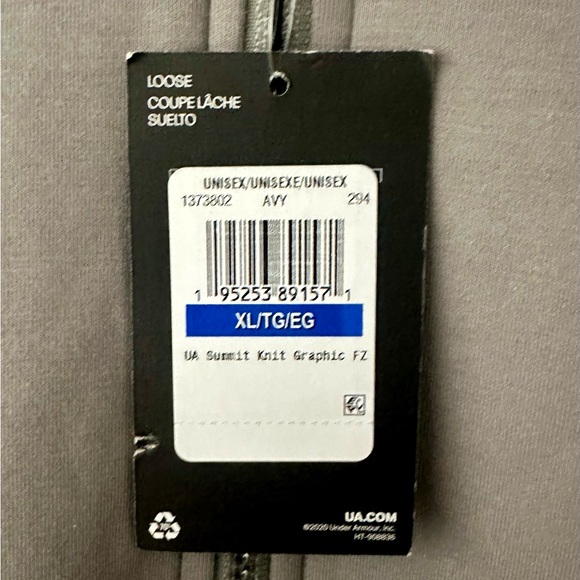 LOOSE
COUPE LÂCHE
SUELTO
UNISEX/UNISEXE/UNISEX
1373802 AVY 294
1 95253 89157 1
XL/TG/EG
UA Summit Knit Graphic FZ
UA.COM
©2020 Under Armour, Inc.
HT-908836